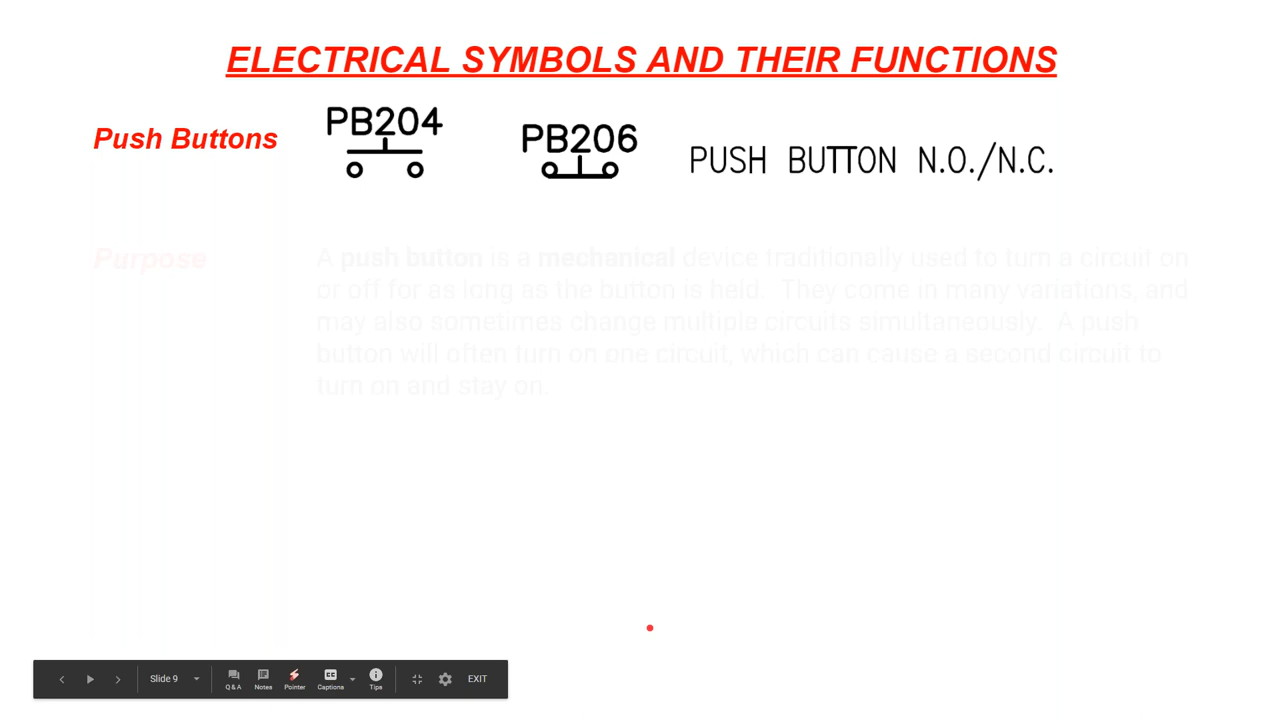 ELECTRICAL SYMBOLS AND THEIR FUNCTIONS
Push Buttons
PB204
PB206
PUSH BUTTON N.O./N.C.
Purpose
A push button is a mechanical device traditionally used to turn a circuit on
or off for as long as the button is held. They come in many variations, and
may also sometimes change multiple circuits simultaneously. A push
button will often turn on one circuit, which can cause a second circuit to
turn on and stay on.
Slide 9
Q & A
Notes
Pointer
CC
Captions
Tips
EXIT